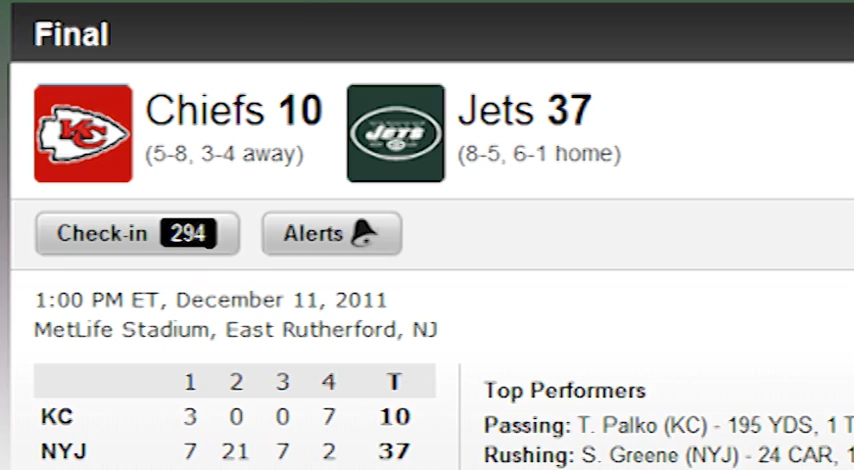 Final
Chiefs 10 Jets 37
(5-8, 3-4 away) (8-5, 6-1 home)
KC JETS
Check-in 294 Alerts
1:00 PM ET, December 11, 2011
MetLife Stadium, East Rutherford, NJ
1 2 3 4 T
KC 3 0 0 7 10
NYJ 7 21 7 2 37
Top Performers
Passing: T. Palko (KC) - 195 YDS, 1 T
Rushing: S. Greene (NYJ) - 24 CAR, 1